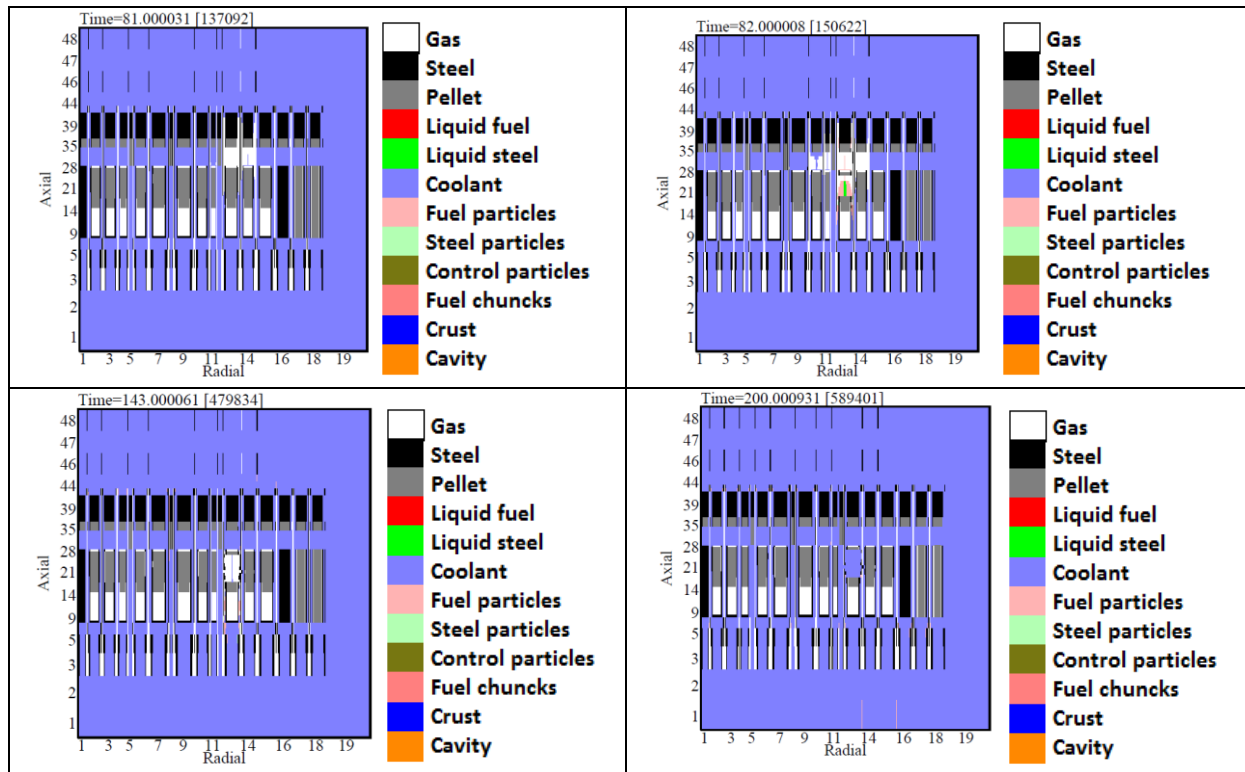 Time=81.000031 [137092]
48
47
46
44
39
35
28
21
14
9
5
3
2
1
Axial
1 3 5 7 9 11 14 16 18 19
Radial
Gas
Steel
Pellet
Liquid fuel
Liquid steel
Coolant
Fuel particles
Steel particles
Control particles
Fuel chuncks
Crust
Cavity
Time=82.000008 [150622]
48
47
46
44
39
35
28
21
14
9
5
3
2
1
Axial
1 3 5 7 9 11 14 16 18 19
Radial
Gas
Steel
Pellet
Liquid fuel
Liquid steel
Coolant
Fuel particles
Steel particles
Control particles
Fuel chuncks
Crust
Cavity
Time=143.000061 [479834]
48
47
46
44
39
35
28
21
14
9
5
3
2
1
Axial
1 3 5 7 9 11 14 16 18 19
Radial
Gas
Steel
Pellet
Liquid fuel
Liquid steel
Coolant
Fuel particles
Steel particles
Control particles
Fuel chuncks
Crust
Cavity
Time=200.000931 [589401]
48
47
46
44
39
35
28
21
14
9
5
3
2
1
Axial
1 3 5 7 9 11 14 16 18 19
Radial
Gas
Steel
Pellet
Liquid fuel
Liquid steel
Coolant
Fuel particles
Steel particles
Control particles
Fuel chuncks
Crust
Cavity